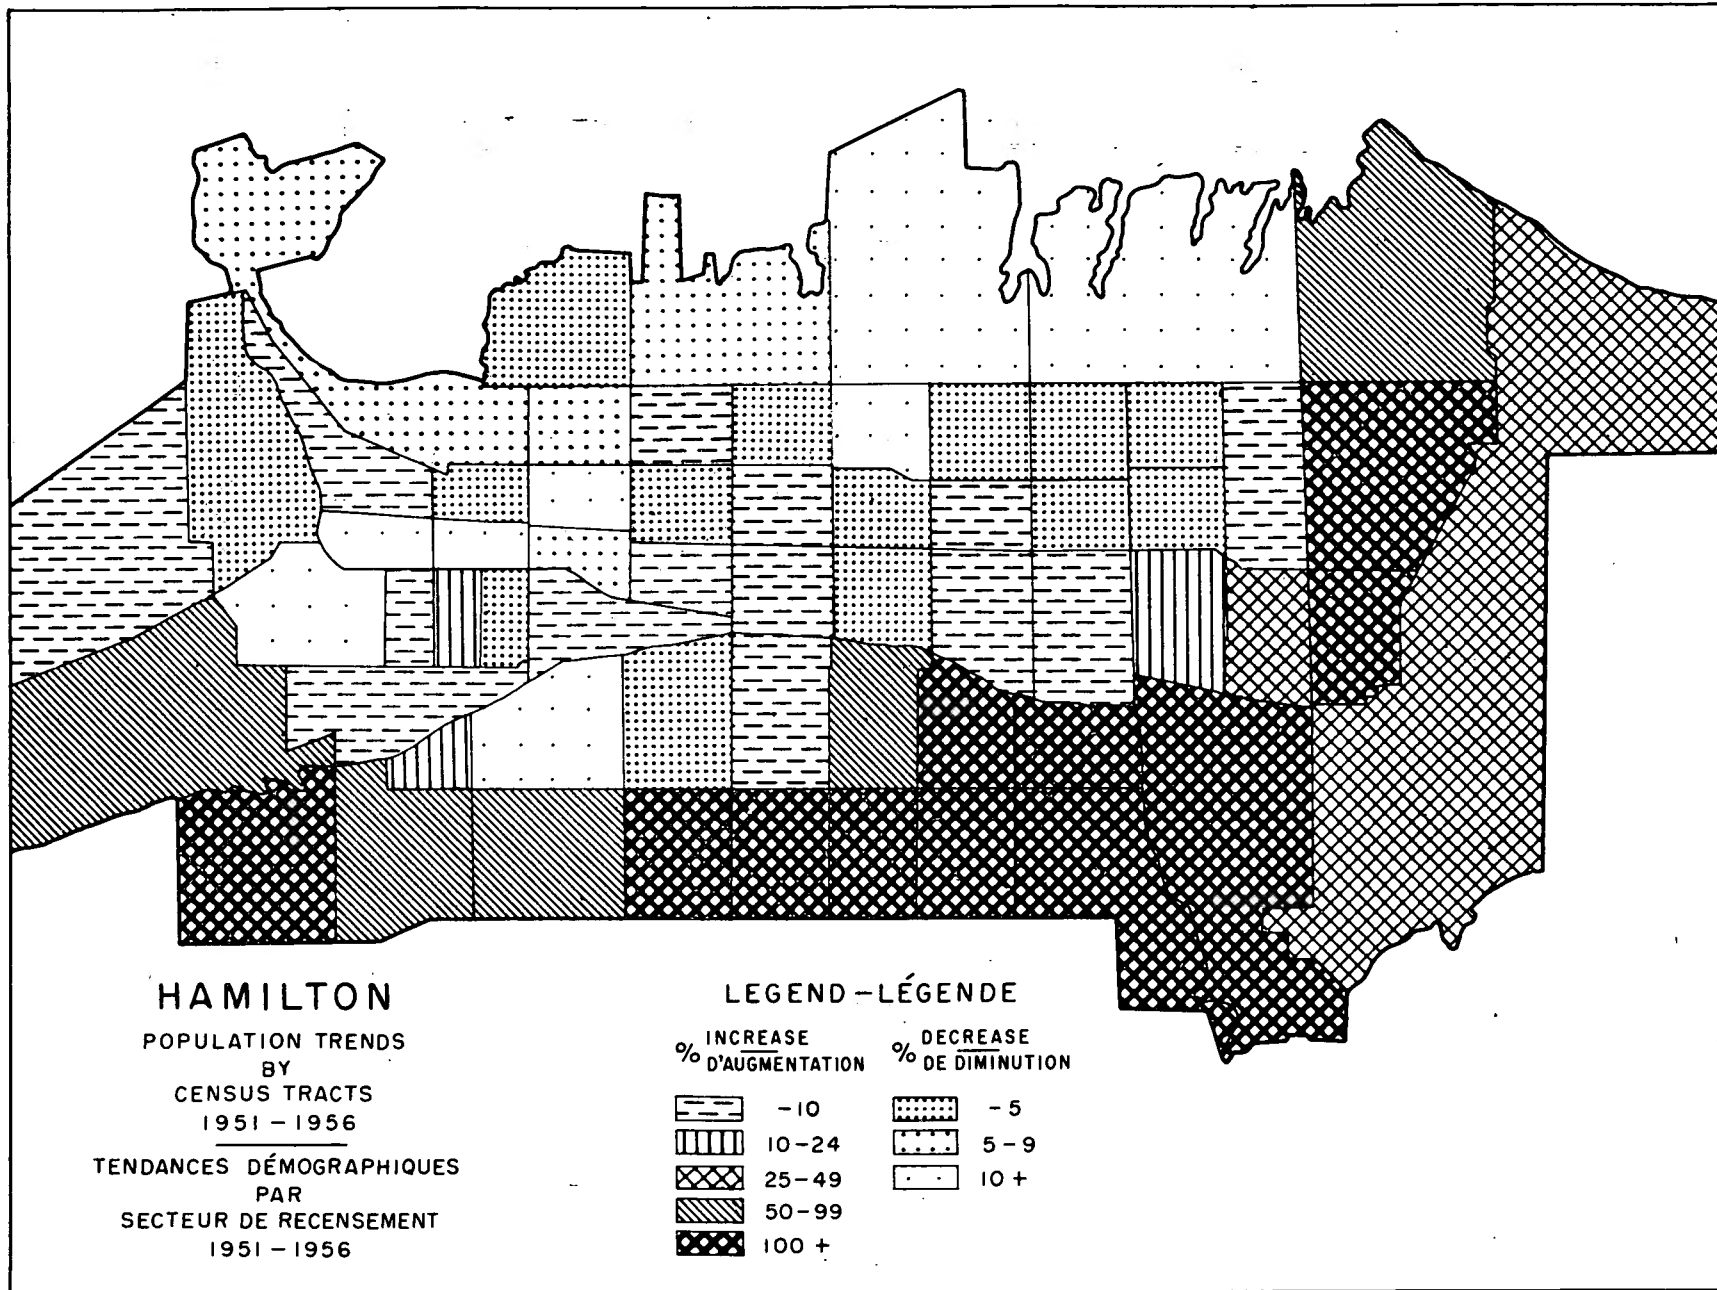 HAMILTON
POPULATION TRENDS
BY
CENSUS TRACTS
1951-1956
TENDANCES DÉMOGRAPHIQUES
PAR
SECTEUR DE RECENSEMENT
1951-1956
LEGEND-LÉGENDE
% INCREASE
D'AUGMENTATION
-10
10-24
25-49
50-99
100 +
% DECREASE
DE DIMINUTION
-5
5-9
10 +